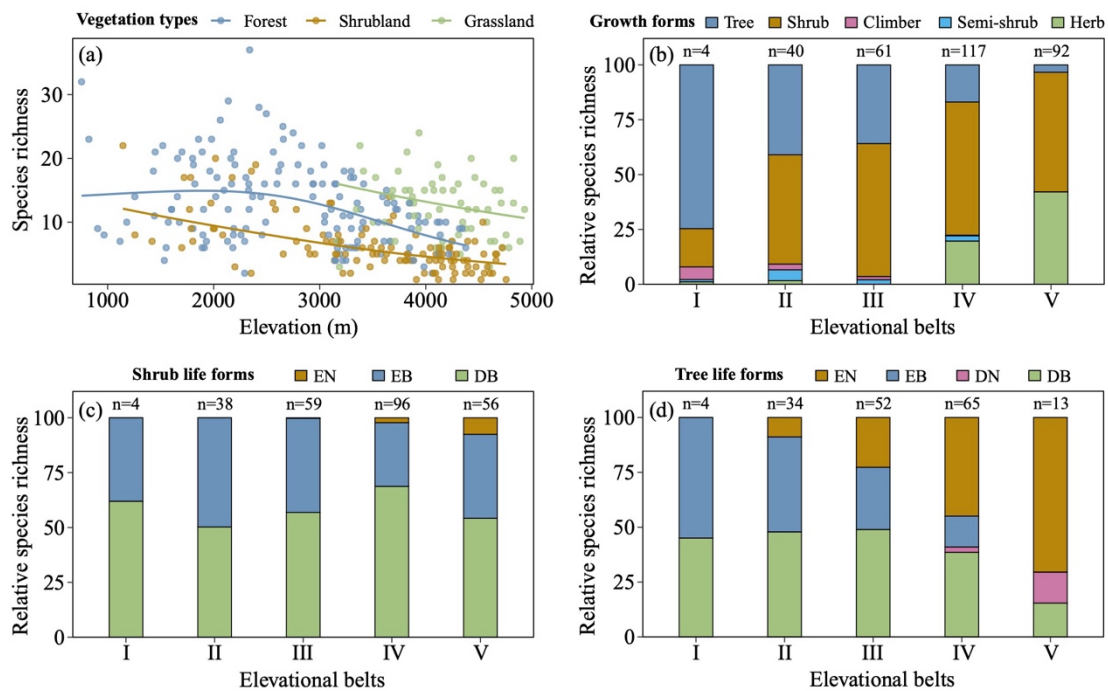 Vegetation types Forest Shrubland Grassland
(a)
Species richness
30
20
10
1000 2000 3000 4000 5000
Elevation (m)
Growth forms Tree Shrub Climber Semi-shrub Herb
n=4 n=40 n=61 n=117 n=92
(b)
Relative species richness
100
75
50
25
0
I II III IV V
Elevational belts
Shrub life forms EN EB DB
n=4 n=38 n=59 n=96 n=56
(c)
Relative species richness
100
75
50
25
0
I II III IV V
Elevational belts
Tree life forms EN EB DN DB
n=4 n=34 n=52 n=65 n=13
(d)
Relative species richness
100
75
50
25
0
I II III IV V
Elevational belts